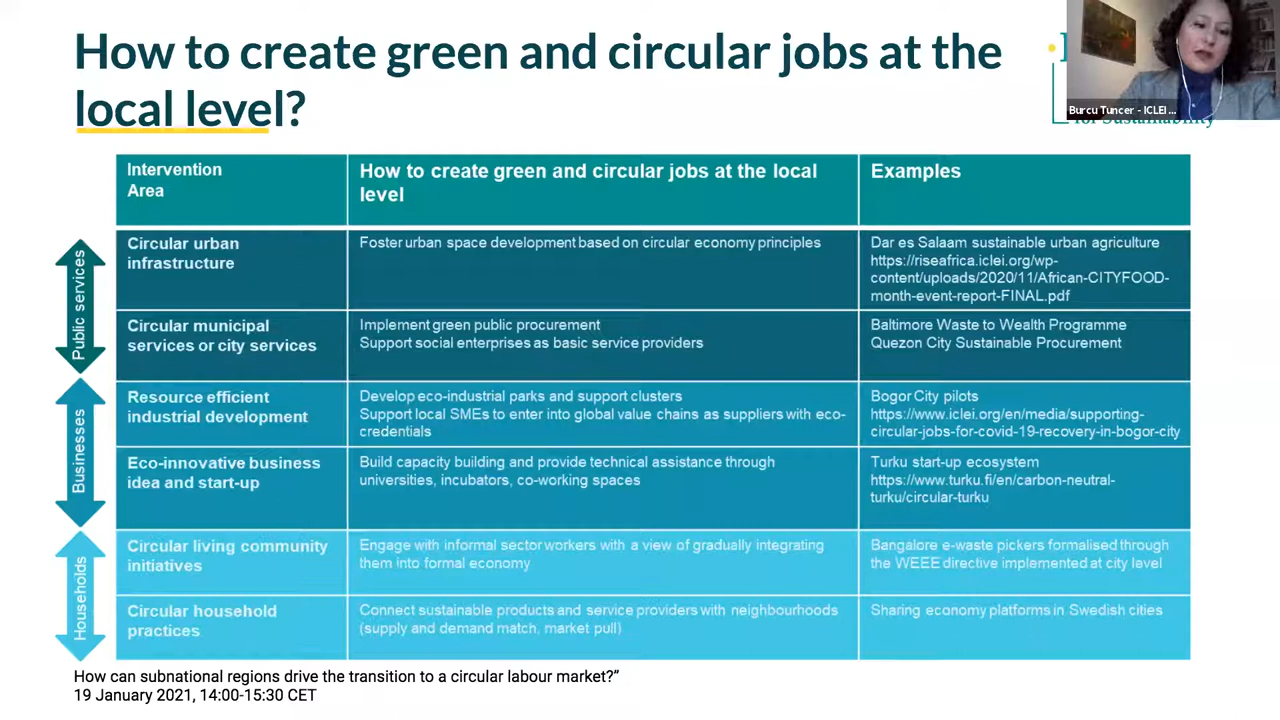 How to create green and circular jobs at the
local level?
Burcu Tuncer - ICLEI ...
for Sustainability
Intervention
Area
How to create green and circular jobs at the local
level
Examples
Public services
Circular urban
infrastructure
Foster urban space development based on circular economy principles
Dar es Salaam sustainable urban agriculture
https://riseafrica.iclei.org/wp-
content/uploads/2020/11/African-CITYFOOD-
month-event-report-FINAL.pdf
Circular municipal
services or city services
Implement green public procurement
Support social enterprises as basic service providers
Baltimore Waste to Wealth Programme
Quezon City Sustainable Procurement
Businesses
Resource efficient
industrial development
Develop eco-industrial parks and support clusters
Support local SMEs to enter into global value chains as suppliers with eco-
credentials
Bogor City pilots
https://www.iclei.org/en/media/supporting-
circular-jobs-for-covid-19-recovery-in-bogor-city
Eco-innovative business
idea and start-up
Build capacity building and provide technical assistance through
universities, incubators, co-working spaces
Turku start-up ecosystem
https://www.turku.fi/en/carbon-neutral-
turku/circular-turku
Households
Circular living community
initiatives
Engage with informal sector workers with a view of gradually integrating
them into formal economy
Bangalore e-waste pickers formalised through
the WEEE directive implemented at city level
Circular household
practices
Connect sustainable products and service providers with neighbourhoods
(supply and demand match, market pull)
Sharing economy platforms in Swedish cities
How can subnational regions drive the transition to a circular labour market?”
19 January 2021, 14:00-15:30 CET